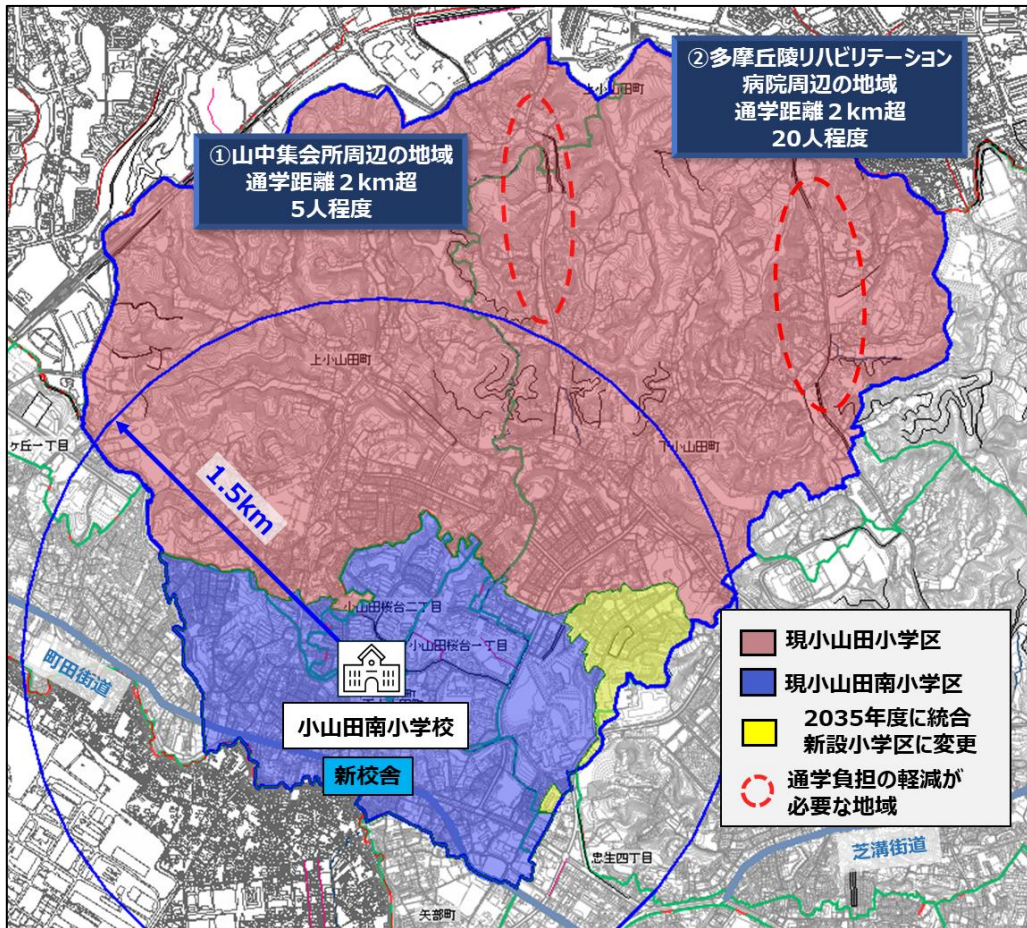 ①山中集会所周辺の地域
通学距離2km超
5人程度
②多摩丘陵リハビリテーション
病院周辺の地域
通学距離2km超
20人程度
上小山田町
下小山田町
ヶ丘一丁目
1.5km
小山田桜台二丁目
小山田桜台一丁目
町田街道
小山田南小学校
新校舎
現小山田小学区
現小山田南小学区
2035年度に統合
新設小学区に変更
通学負担の軽減が
必要な地域
忠生四丁目
芝溝街道
矢部町